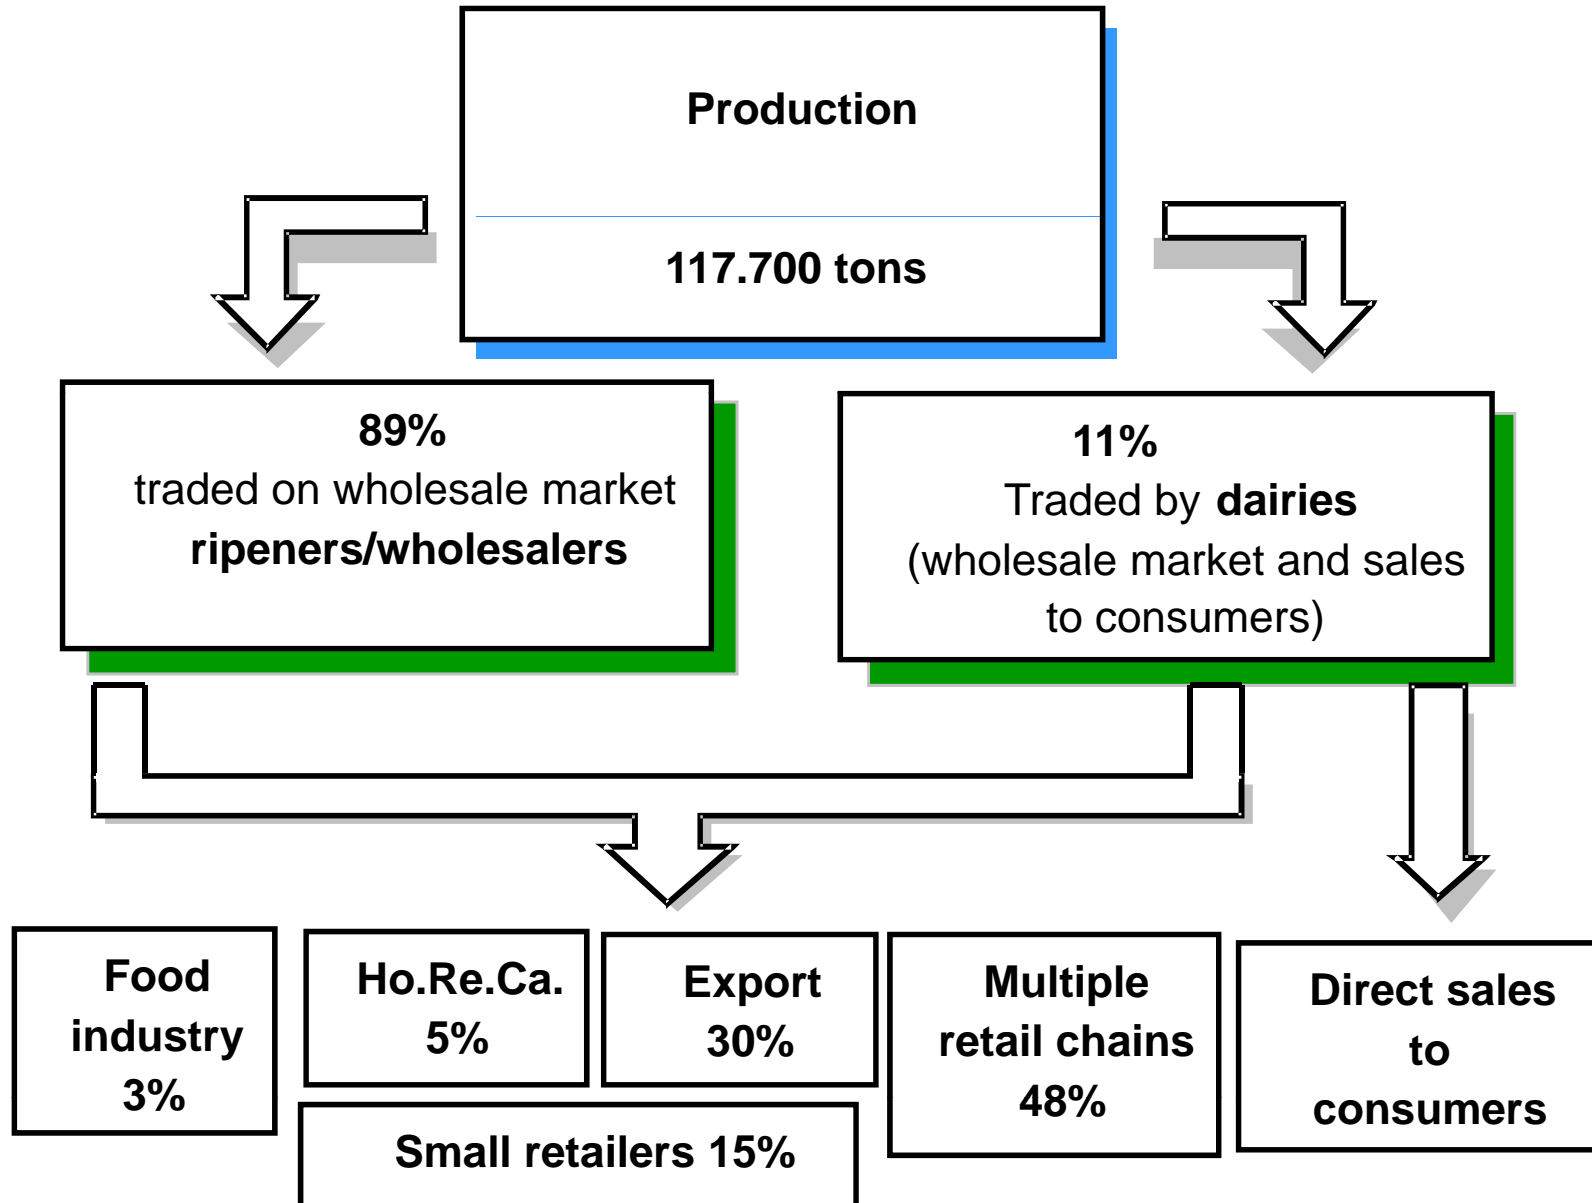 Production
117.700 tons
89%
traded on wholesale market
ripeners/wholesalers
11%
Traded by dairies
(wholesale market and sales
to consumers)
Food
industry
3%
Ho.Re.Ca.
5%
Export
30%
Multiple
retail chains
48%
Direct sales
to
consumers
Small retailers 15%